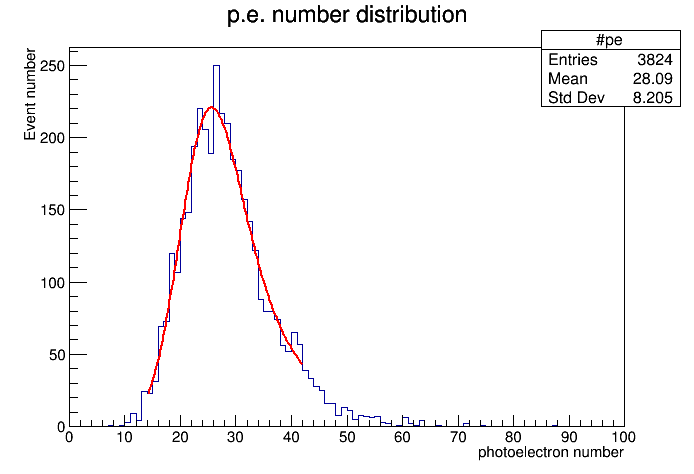 p.e. number distribution
#pe
Entries 3824
Mean 28.09
Std Dev 8.205
Event number
250
200
150
100
50
0
0 10 20 30 40 50 60 70 80 90 100
photoelectron number